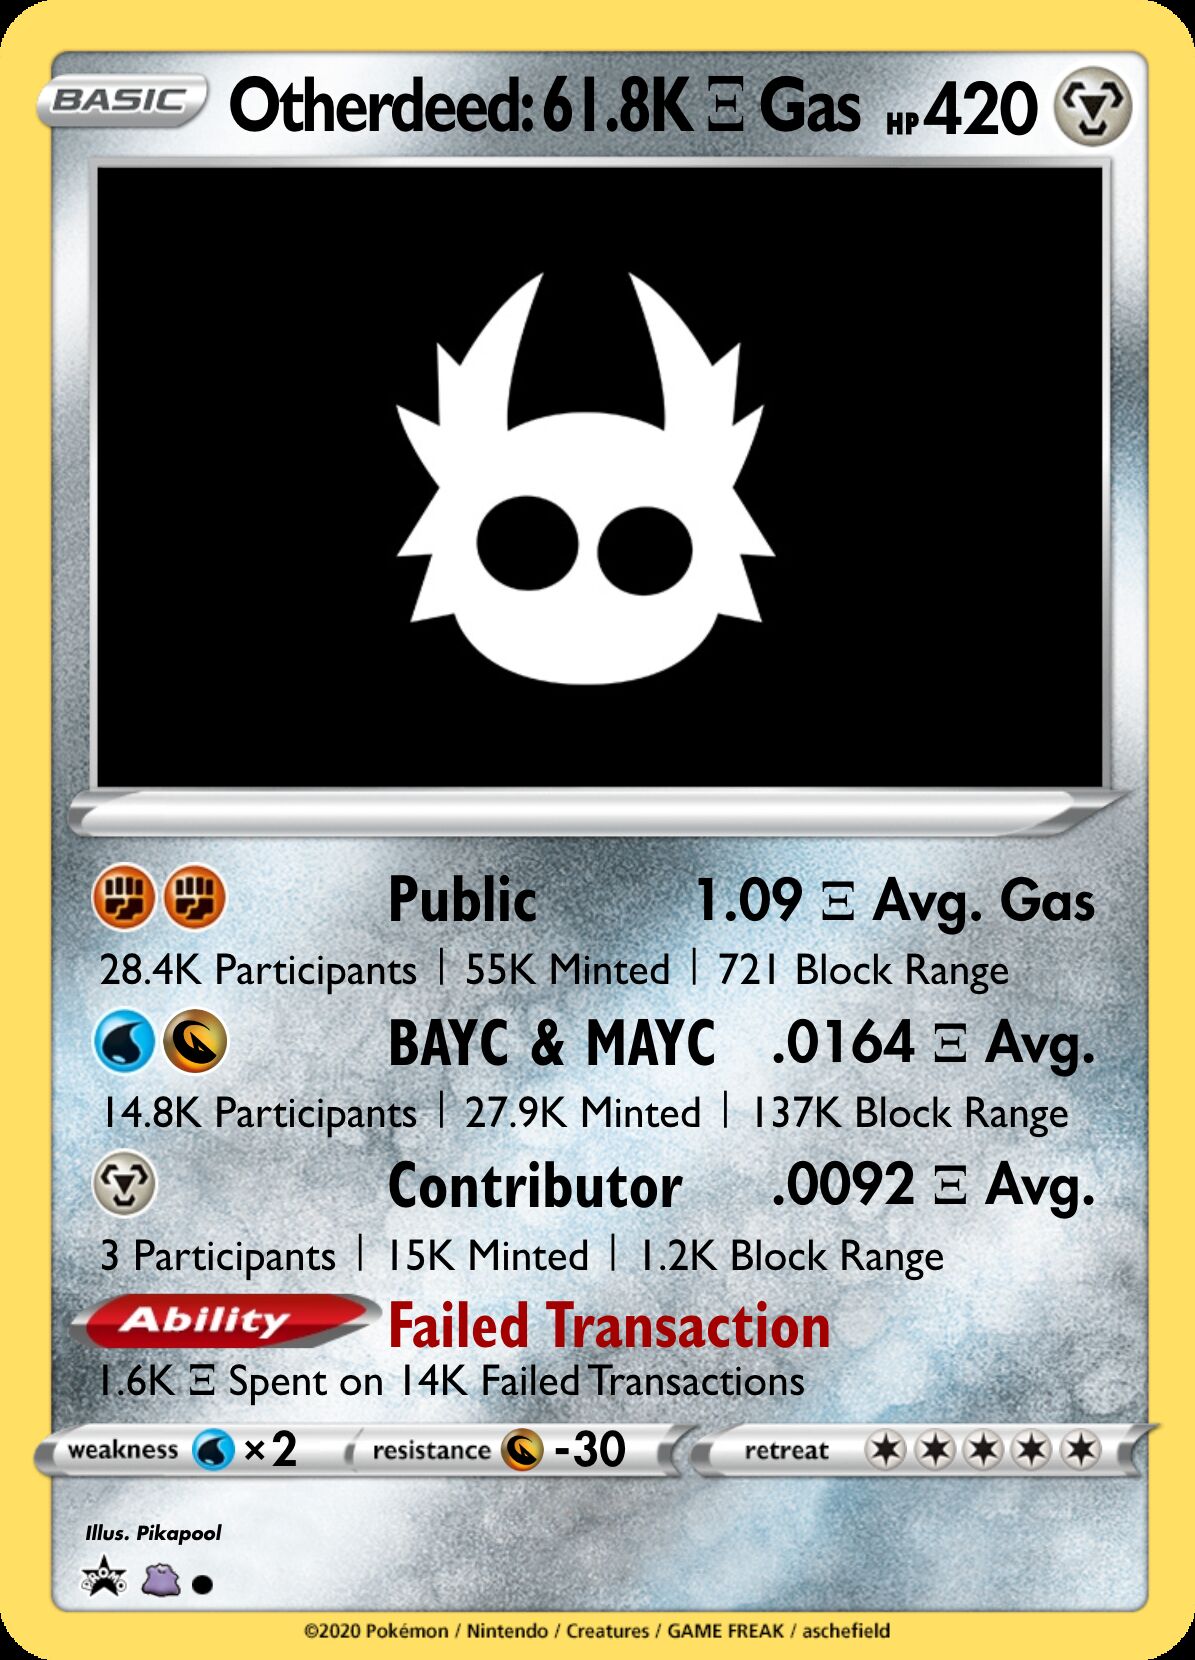 BASIC Otherdeed: 61.8K Ξ Gas HP 420
Public 1.09 Ξ Avg. Gas
28.4K Participants | 55K Minted | 721 Block Range
BAYC & MAYC .0164 Ξ Avg.
14.8K Participants | 27.9K Minted | 137K Block Range
Contributor .0092 Ξ Avg.
3 Participants | 15K Minted | 1.2K Block Range
Ability Failed Transaction
1.6K Ξ Spent on 14K Failed Transactions
weakness ×2 resistance -30 retreat
Illus. Pikapool
PROMO
©2020 Pokémon / Nintendo / Creatures / GAME FREAK / aschefield